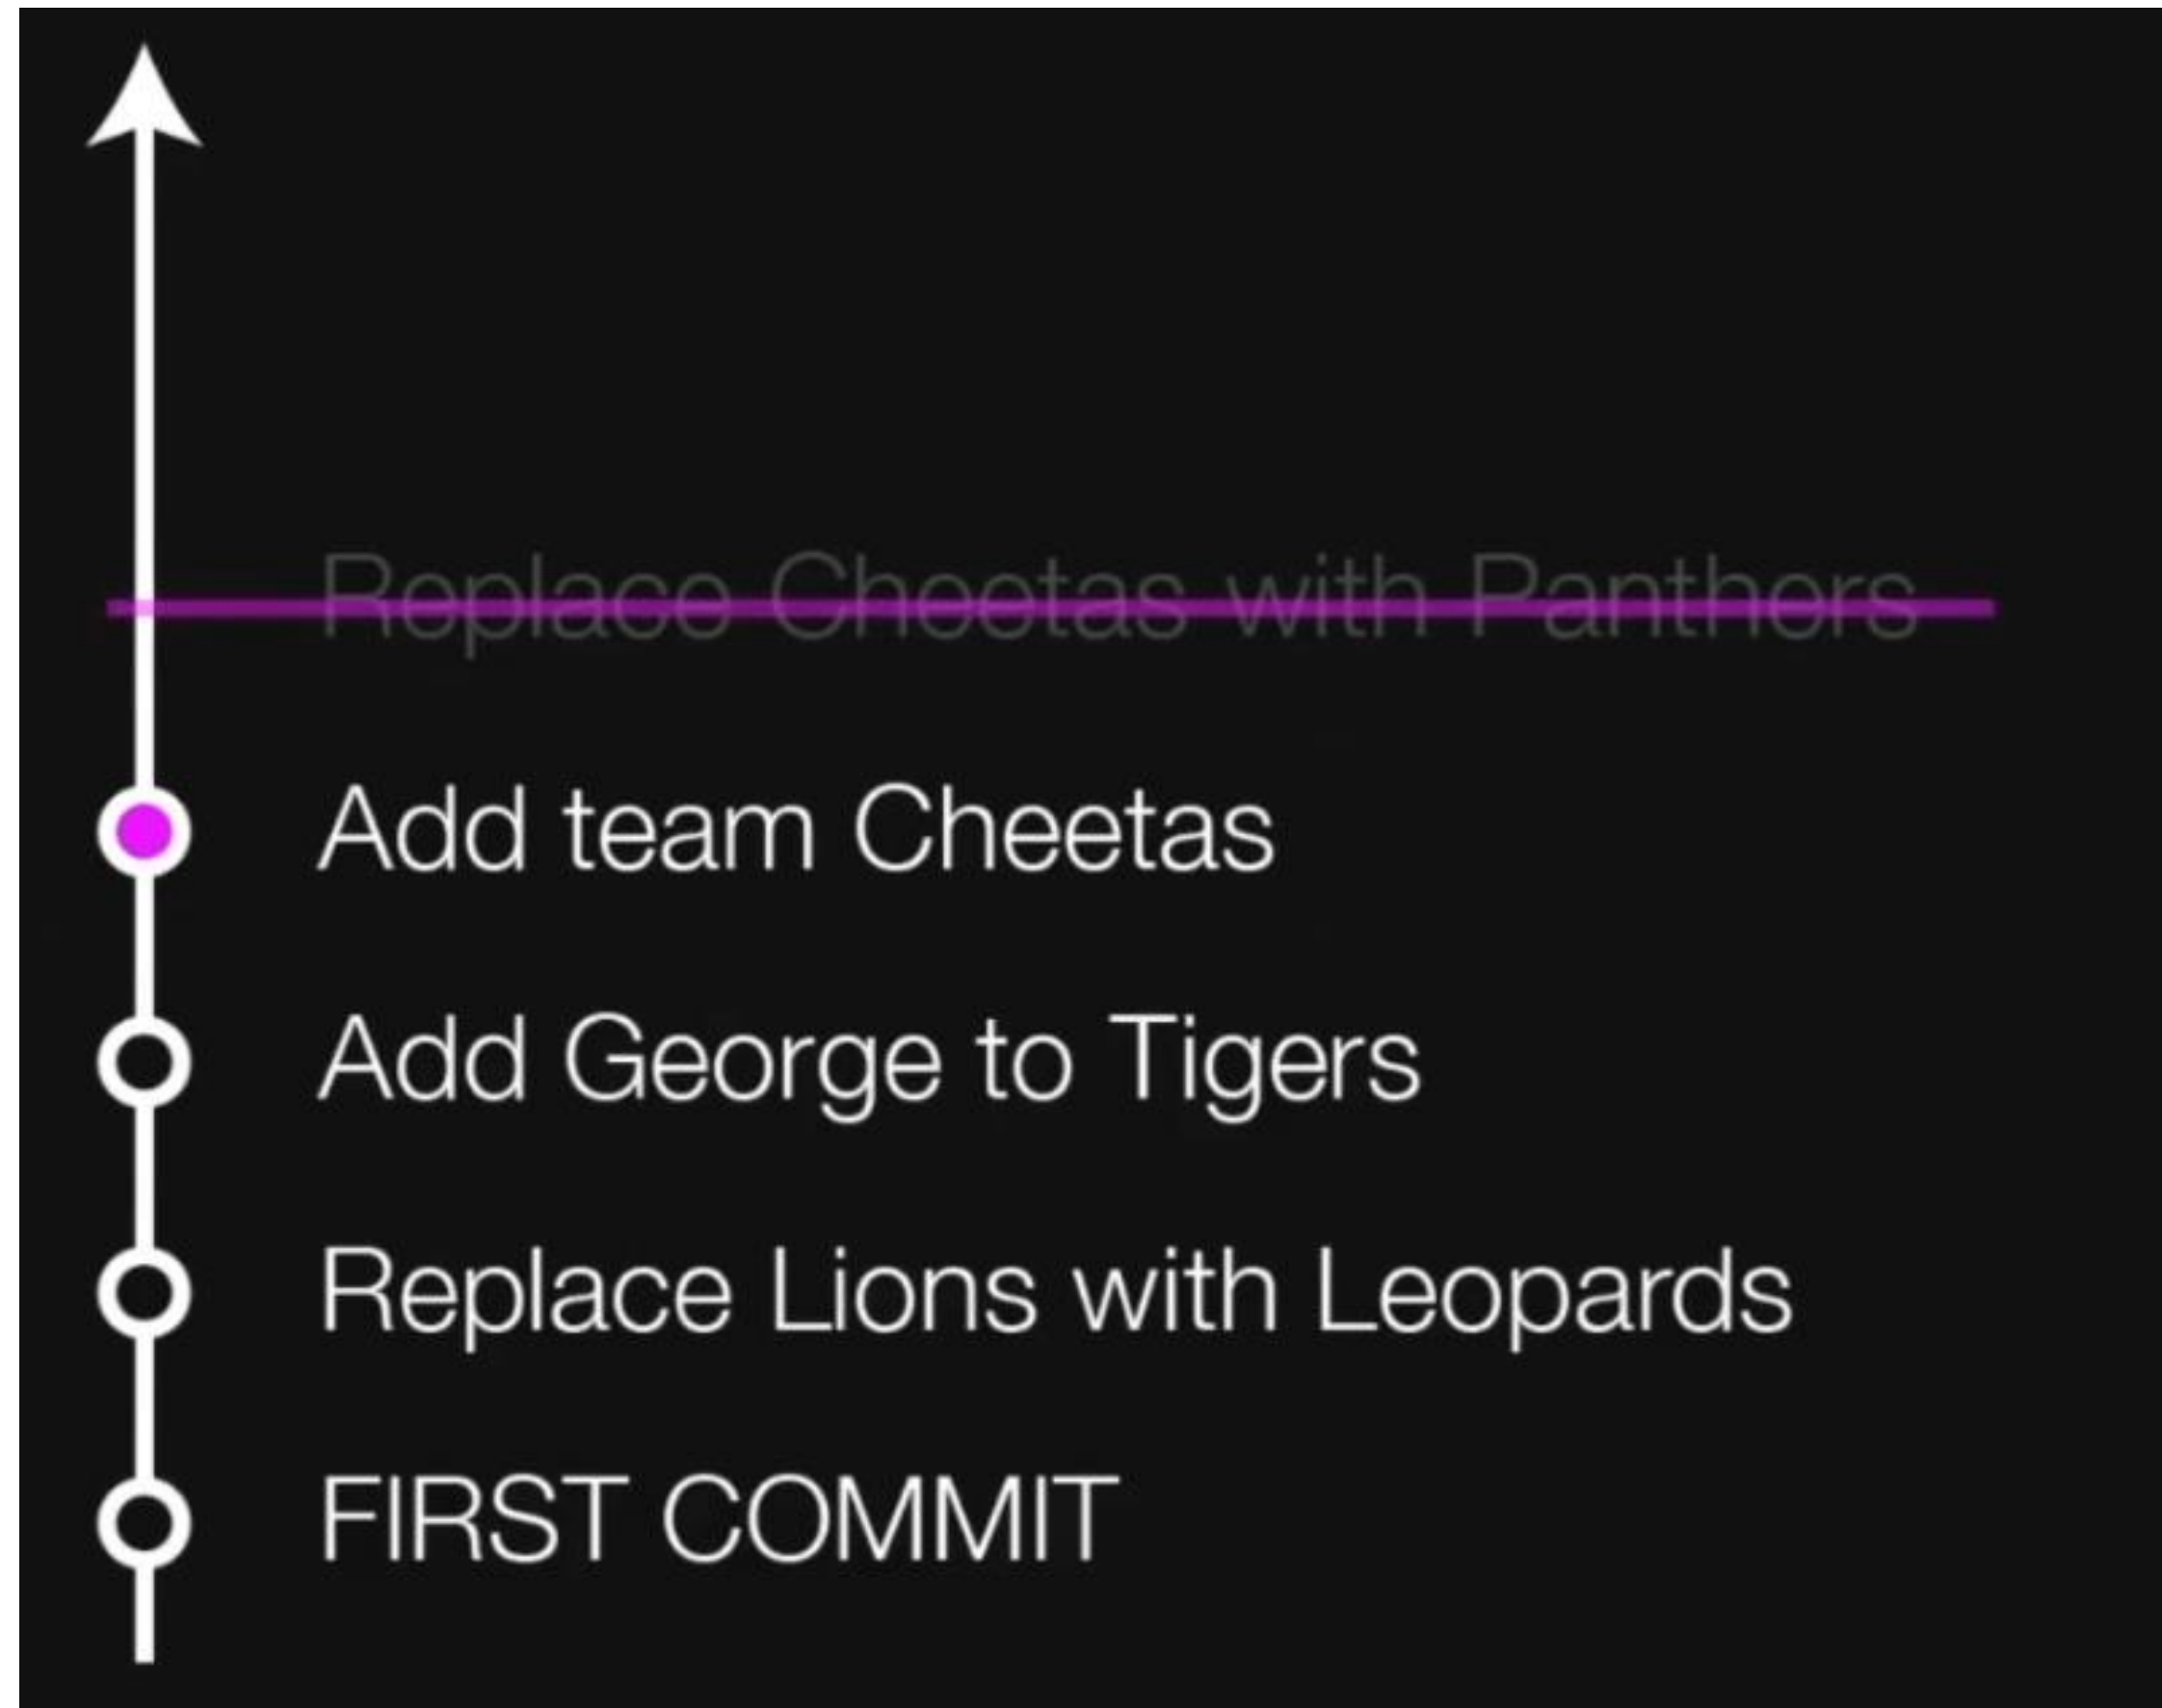 Replace Cheetas with Panthers
Add team Cheetas
Add George to Tigers
Replace Lions with Leopards
FIRST COMMIT